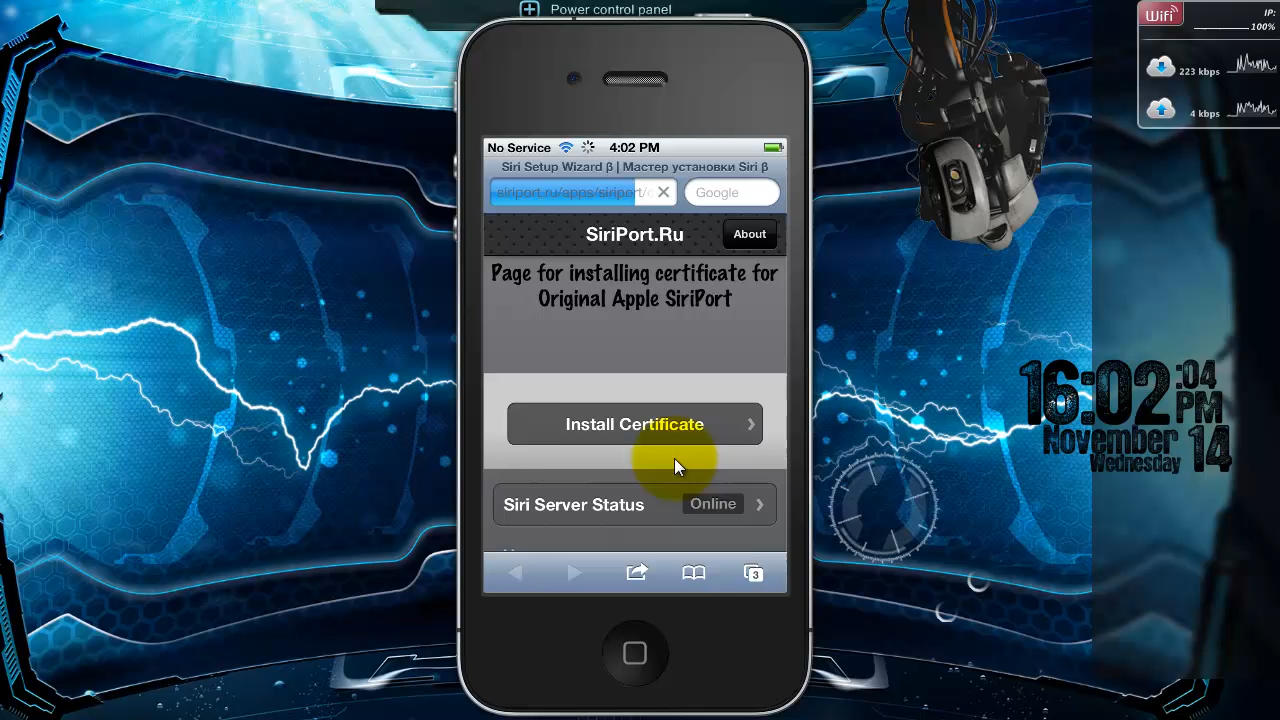 Power control panel
WiFi
IP:
100%
223 kbps
4 kbps
No Service
4:02 PM
Siri Setup Wizard β | Мастер установки Siri β
siriport.ru/apps/siriport/
Google
SiriPort.Ru
About
Page for installing certificate for
Original Apple SiriPort
Install Certificate
Siri Server Status
Online
3
16:02:04
PM
November
Wednesday
14